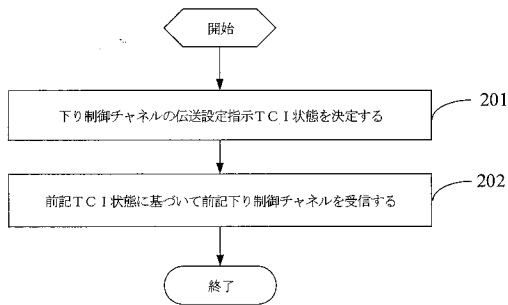 開始
下り制御チャネルの伝送設定指示ＴＣＩ状態を決定する
201
前記ＴＣＩ状態に基づいて前記下り制御チャネルを受信する
202
終了